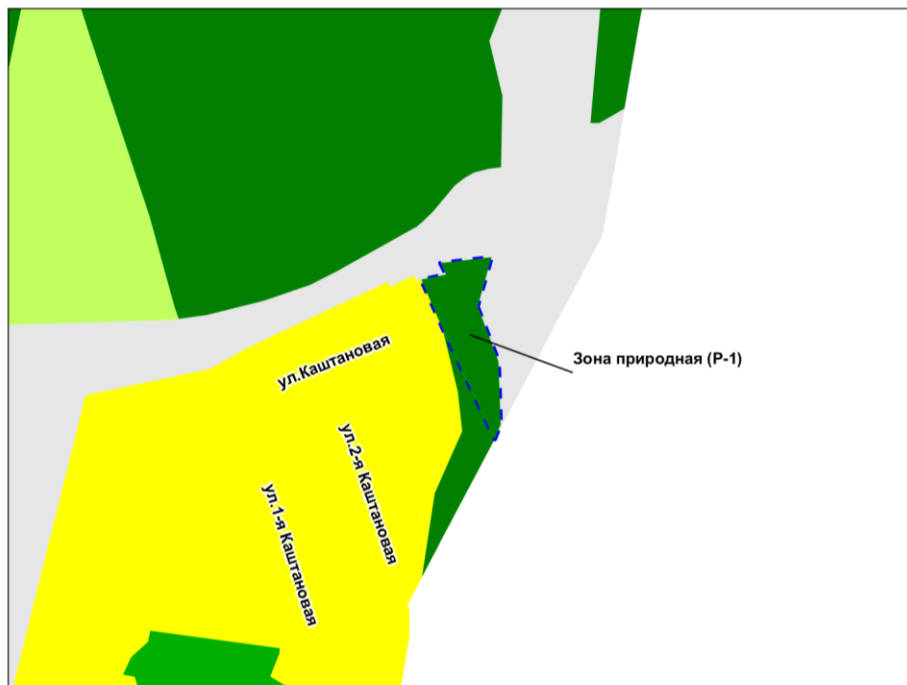 ул.Каштановая
Зона природная (Р-1)
ул.2-я Каштановая
ул.1-я Каштановая